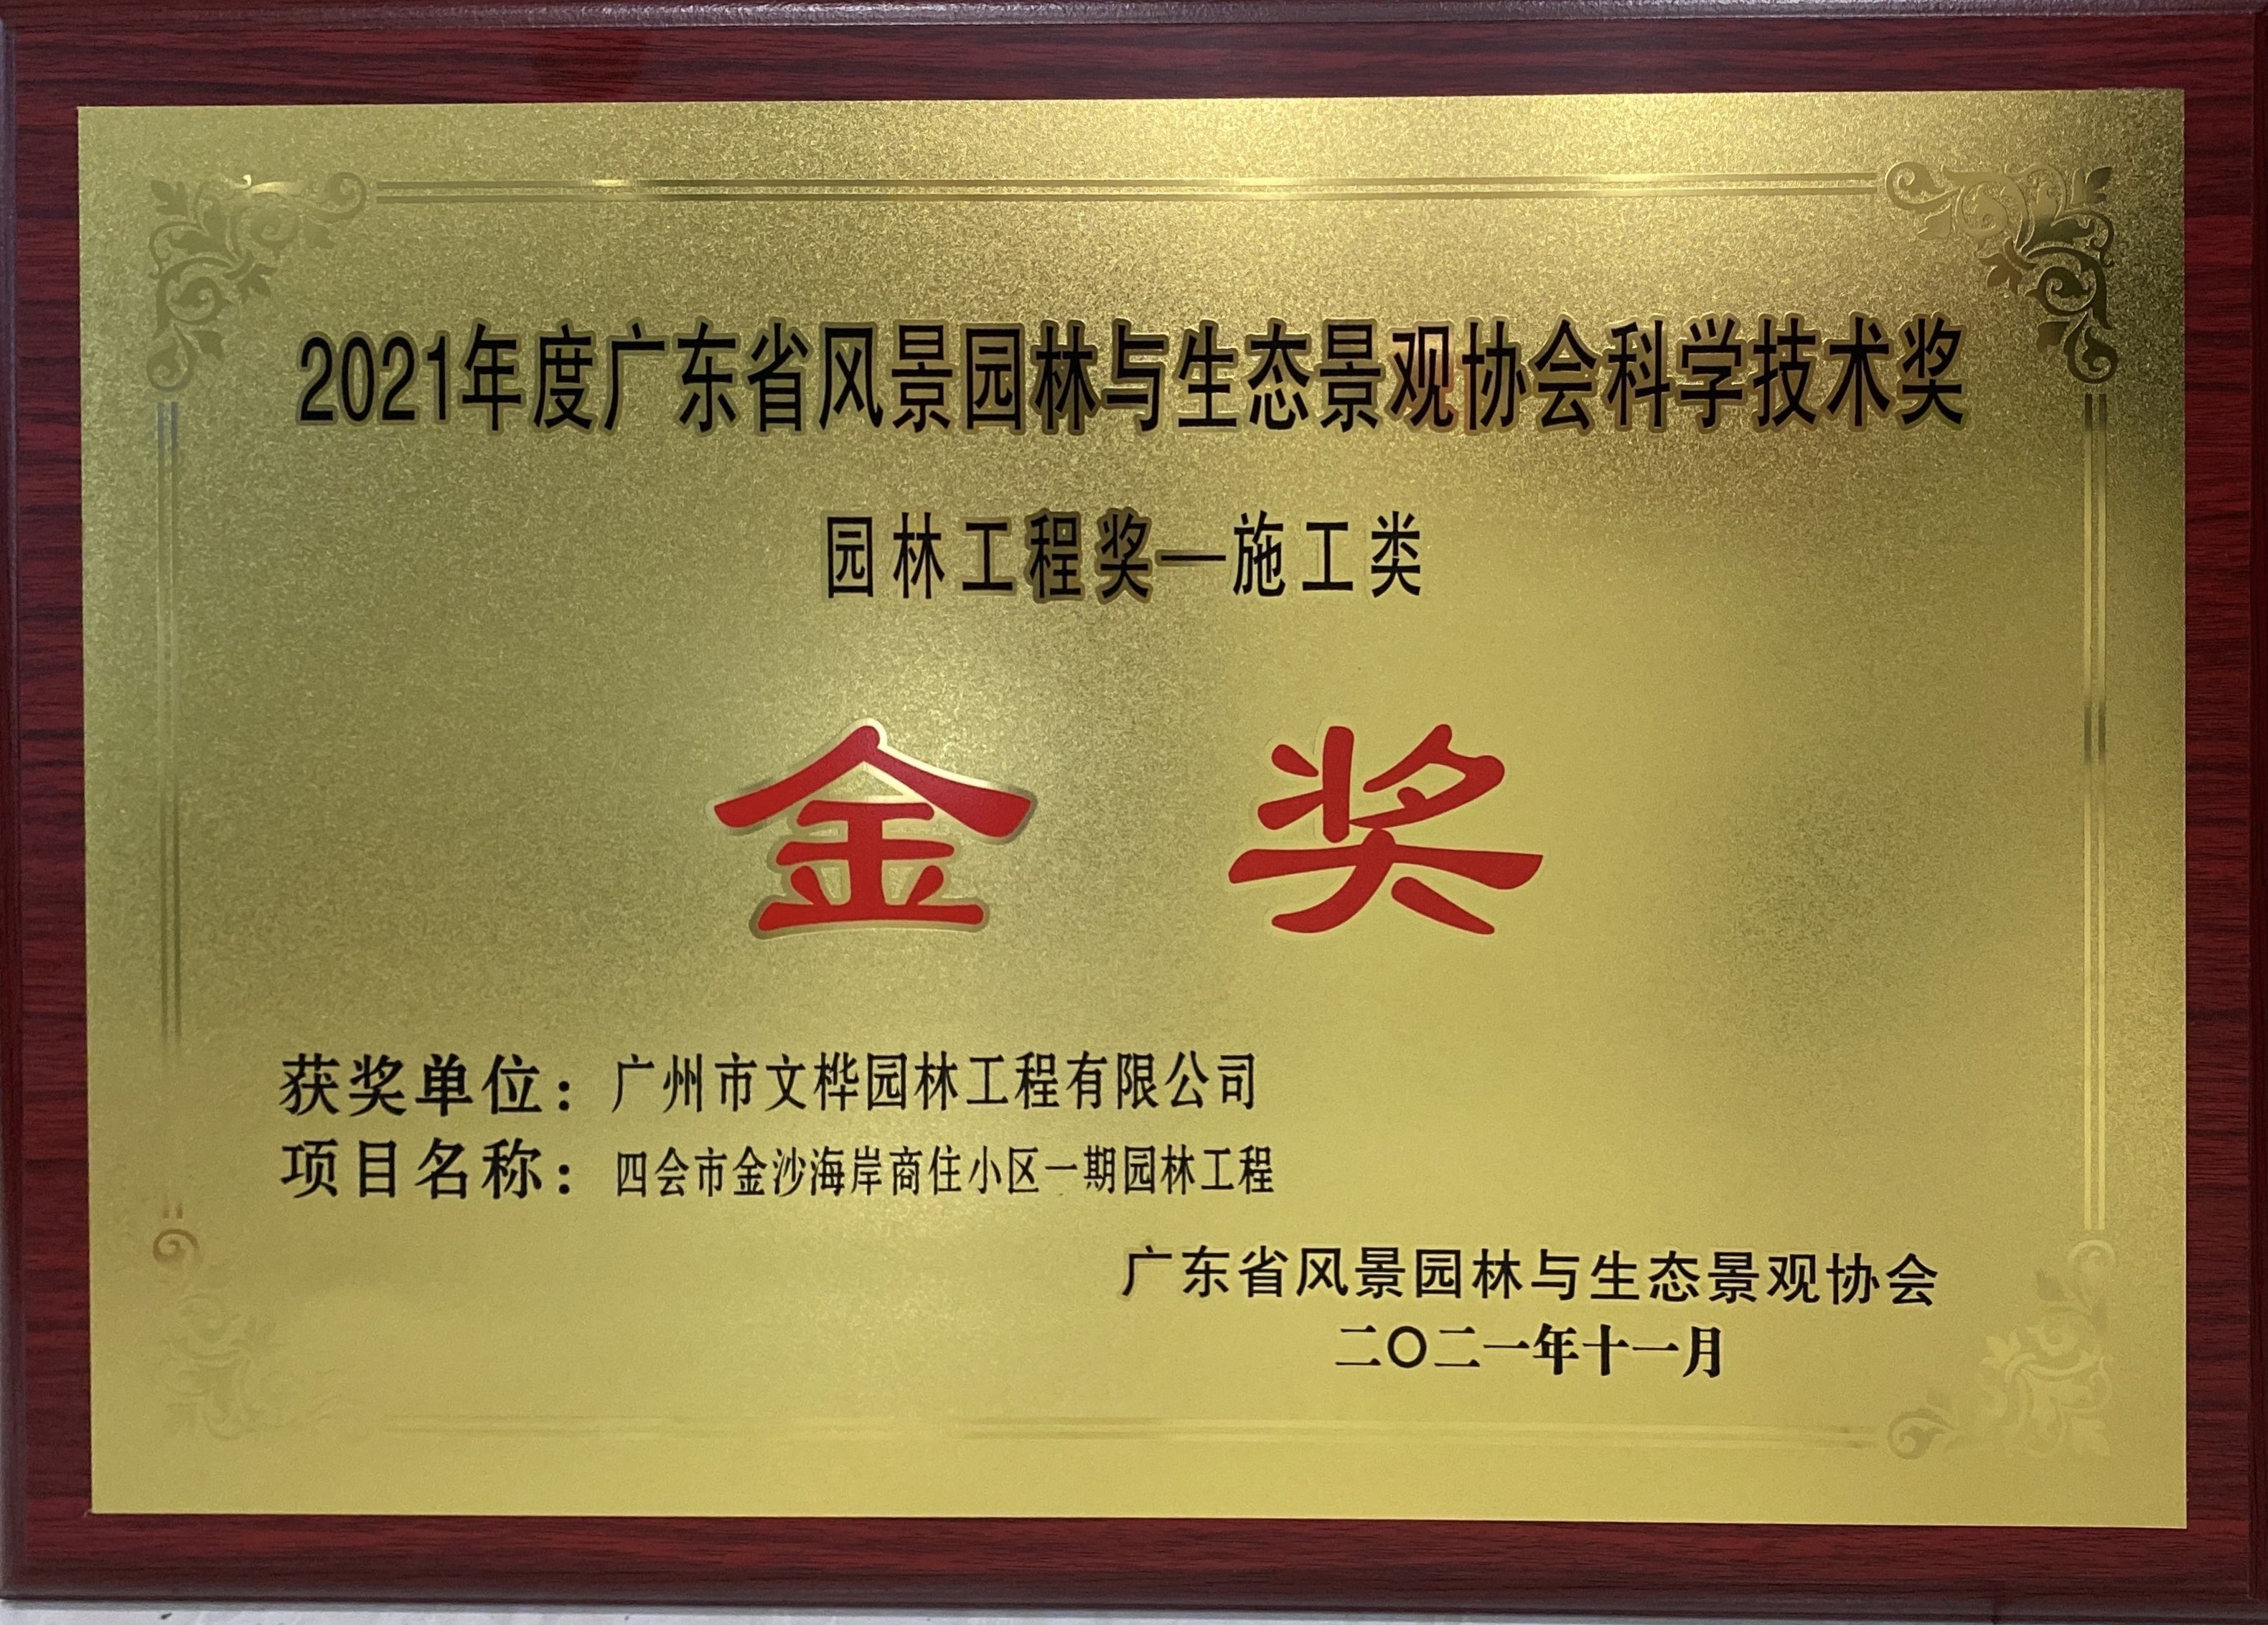 2021年度广东省风景园林与生态景观协会科学技术奖
园林工程奖—施工类
金奖
获奖单位：广州市文桦园林工程有限公司
项目名称：四会市金沙海岸商住小区一期园林工程
广东省风景园林与生态景观协会
二〇二一年十一月